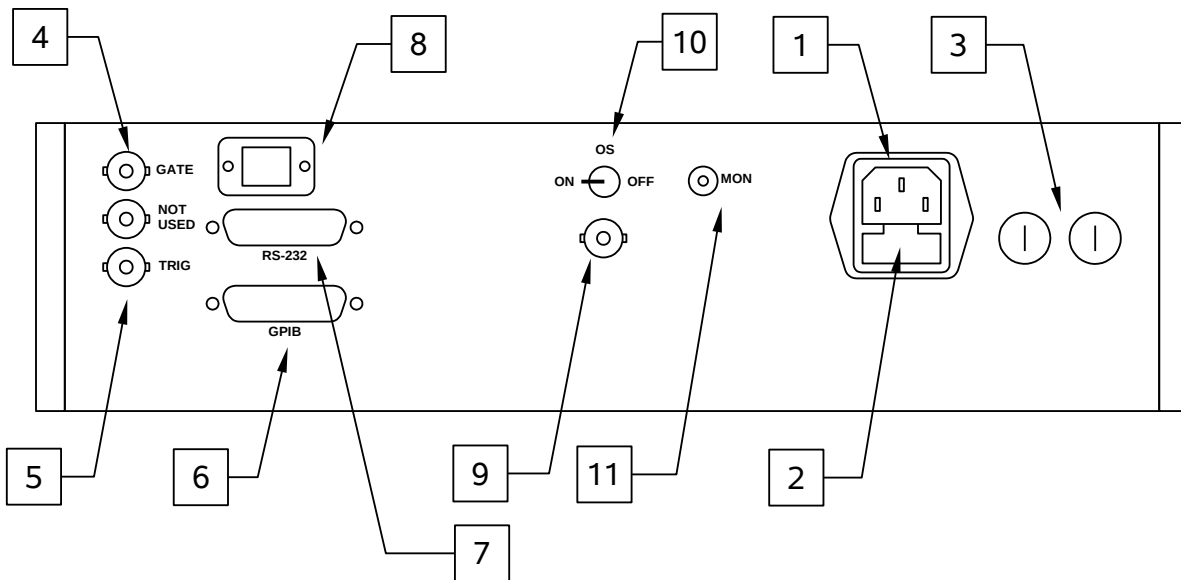 4
8
10
1
3
OS
GATE
ON
OFF
MON
NOT
USED
TRIG
RS-232
GPIB
5
6
9
11
2
7